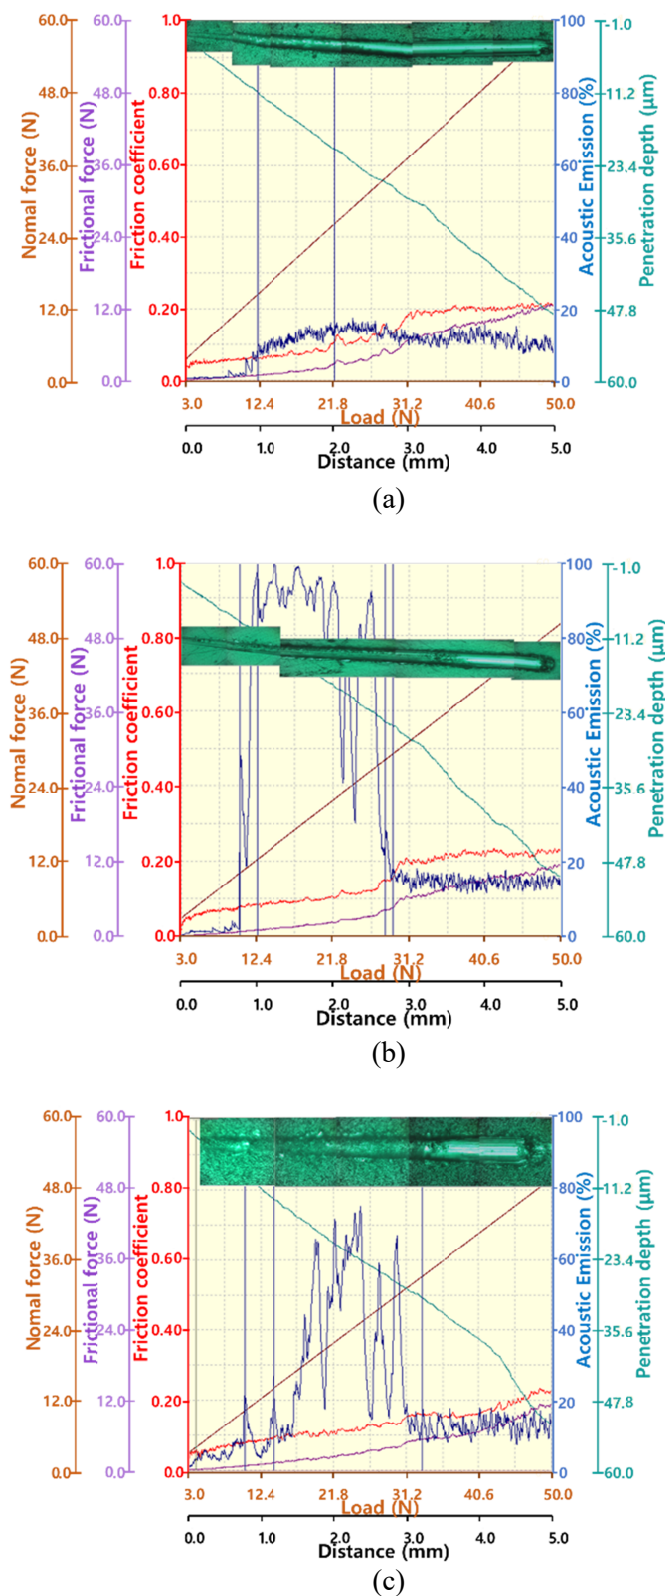 60.0 60.0 1.0 100 -1.0
48.0 48.0 0.80 80 -11.2
36.0 36.0 0.60 60 -23.4
24.0 24.0 0.40 40 -35.6
12.0 12.0 0.20 20 -47.8
0.0 0.0 0.0 0 -60.0
Nomal force (N)
Frictional force (N)
Friction coefficient
Acoustic Emission (%)
Penetration depth (μm)
3.0 12.4 21.8 31.2 40.6 50.0
Load (N)
0.0 1.0 2.0 3.0 4.0 5.0
Distance (mm)
(a)
60.0 60.0 1.0 100 -1.0
48.0 48.0 0.80 80 -11.2
36.0 36.0 0.60 60 -23.4
24.0 24.0 0.40 40 -35.6
12.0 12.0 0.20 20 -47.8
0.0 0.0 0.0 0 -60.0
Nomal force (N)
Frictional force (N)
Friction coefficient
Acoustic Emission (%)
Penetration depth (μm)
3.0 12.4 21.8 31.2 40.6 50.0
Load (N)
0.0 1.0 2.0 3.0 4.0 5.0
Distance (mm)
(b)
60.0 60.0 1.0 100 -1.0
48.0 48.0 0.80 80 -11.2
36.0 36.0 0.60 60 -23.4
24.0 24.0 0.40 40 -35.6
12.0 12.0 0.20 20 -47.8
0.0 0.0 0.0 0 -60.0
Nomal force (N)
Frictional force (N)
Friction coefficient
Acoustic Emission (%)
Penetration depth (μm)
3.0 12.4 21.8 31.2 40.6 50.0
Load (N)
0.0 1.0 2.0 3.0 4.0 5.0
Distance (mm)
(c)